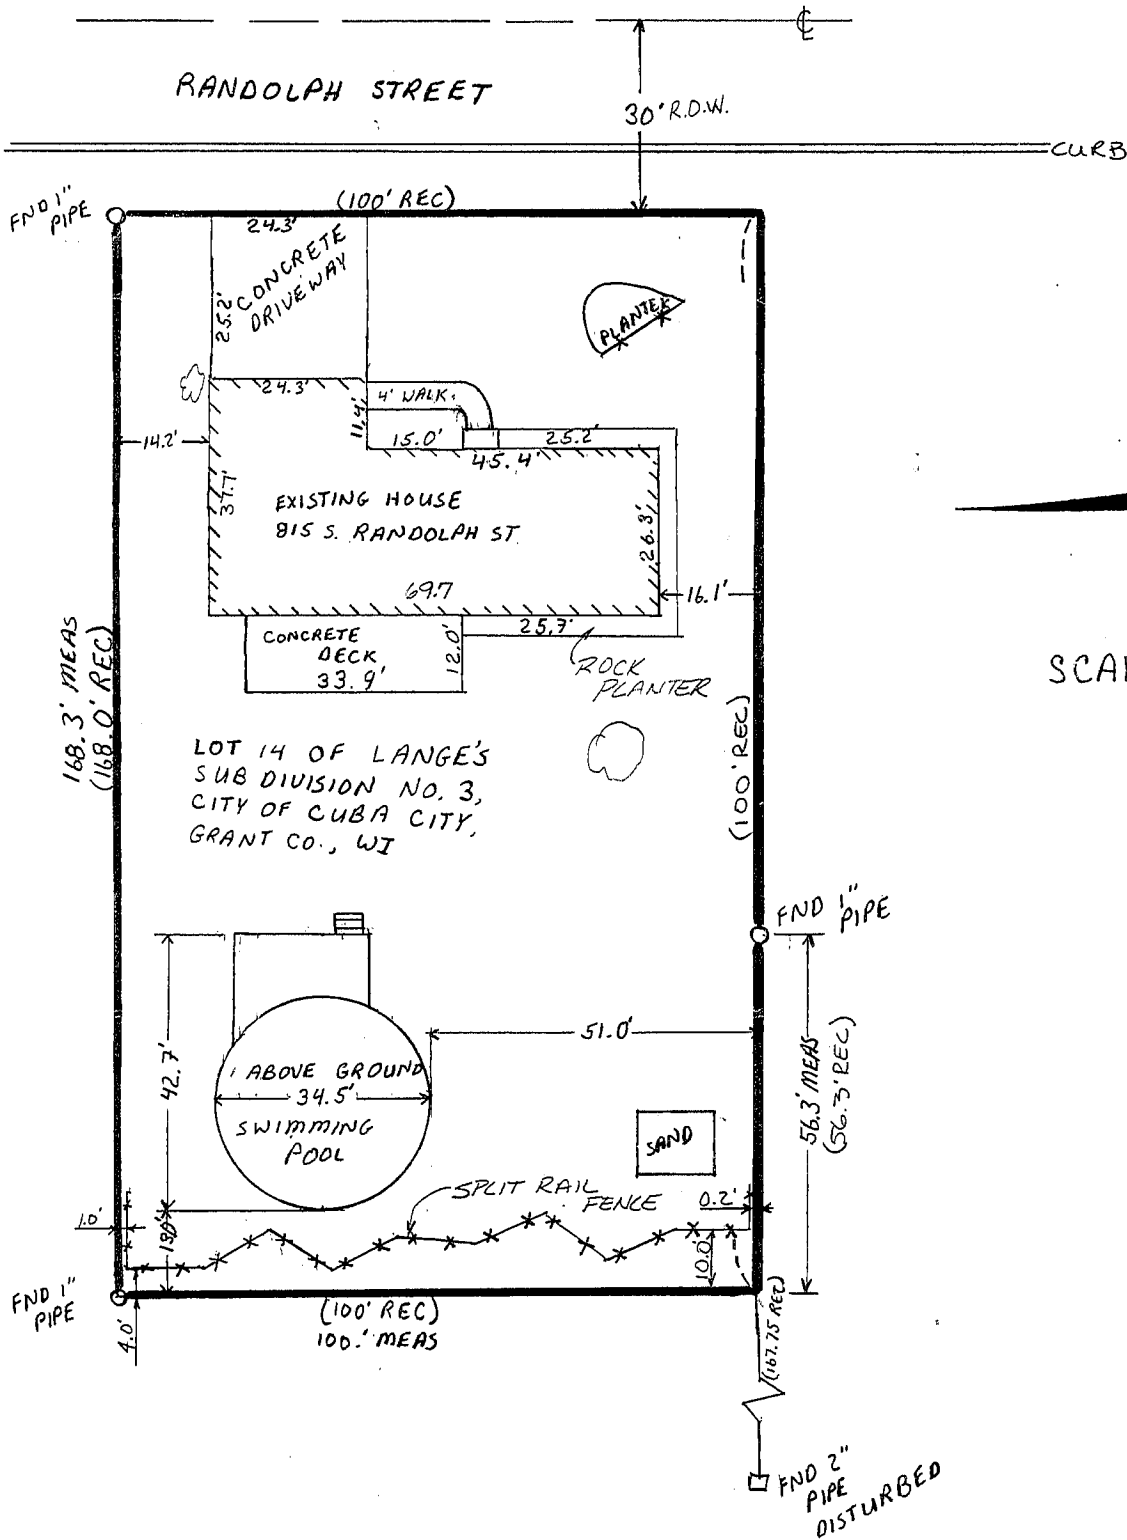 ℄
RANDOLPH STREET
30' R.O.W.
CURB
FND 1"
PIPE
(100' REC)
24.3'
CONCRETE
DRIVEWAY
25.2'
PLANTER
24.3'
4' WALK
11.4'
15.0'
25.2'
45.4'
14.2'
37.7'
EXISTING HOUSE
815 S. RANDOLPH ST.
26.3'
69.7
16.1'
25.7'
CONCRETE
DECK
33.9'
12.0'
ROCK
PLANTER
SCAL
168.3' MEAS
(168.0' REC)
LOT 14 OF LANGE'S
SUBDIVISION NO. 3,
CITY OF CUBA CITY,
GRANT CO., WI
(100' REC)
FND 1"
PIPE
42.7'
51.0'
ABOVE GROUND
34.5'
SWIMMING
POOL
SAND
56.3' MEAS
(56.3' REC)
SPLIT RAIL
FENCE
0.2'
1.0'
10.0'
FND 1"
PIPE
4.0'
(100' REC)
100.' MEAS
(167.75 REC)
FND 2"
PIPE
DISTURBED